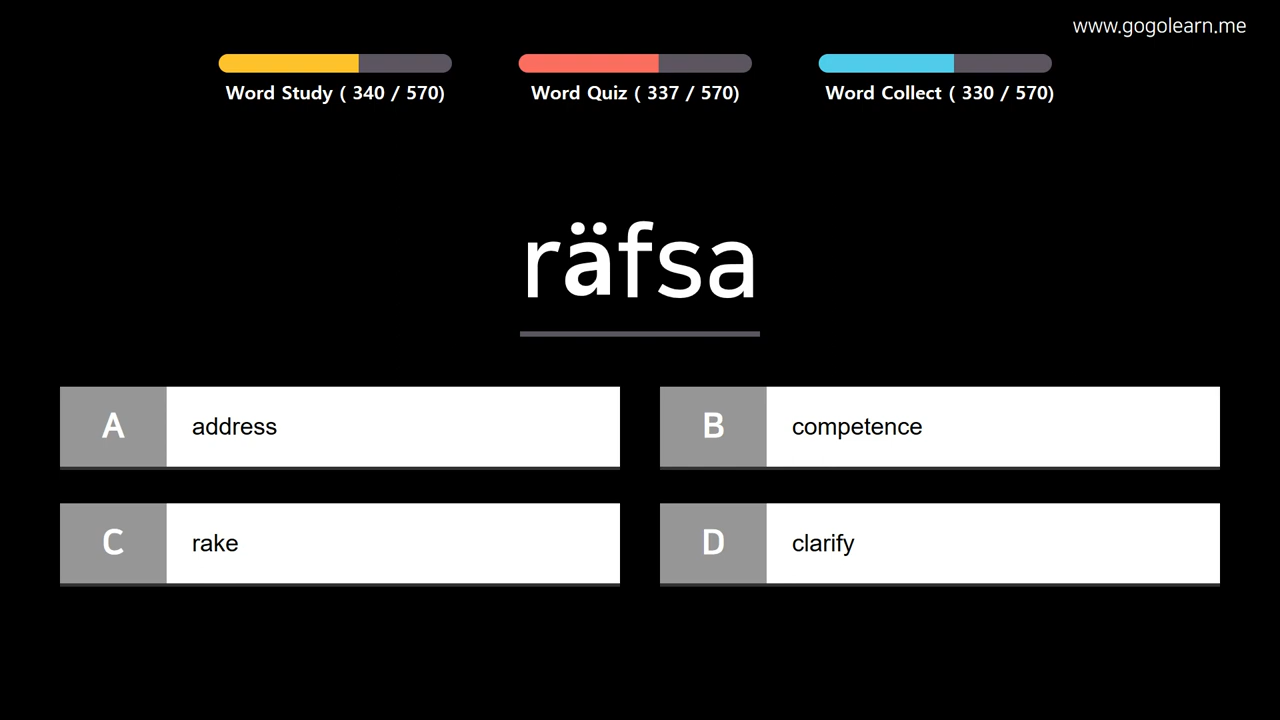 www.gogolearn.me
Word Study ( 340 / 570)
Word Quiz ( 337 / 570)
Word Collect ( 330 / 570)
räfsa
A address
B competence
C rake
D clarify